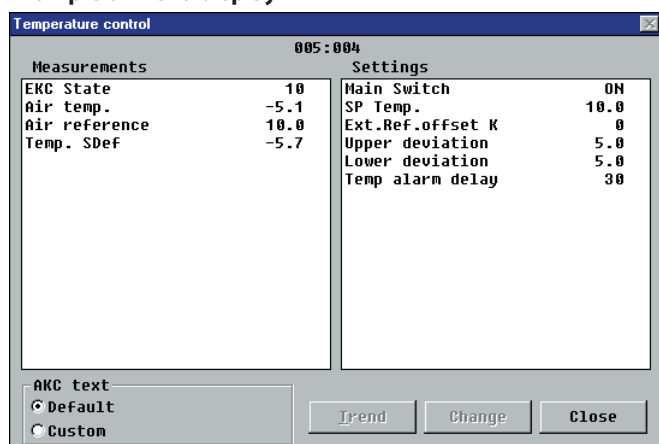 Temperature control
005:004
Measurements
EKC State 10
Air temp. -5.1
Air reference 10.0
Temp. SDef -5.7
Settings
Main Switch ON
SP Temp. 10.0
Ext.Ref.offset K 0
Upper deviation 5.0
Lower deviation 5.0
Temp alarm delay 30
AKC text
Default
Custom
Trend
Change
Close